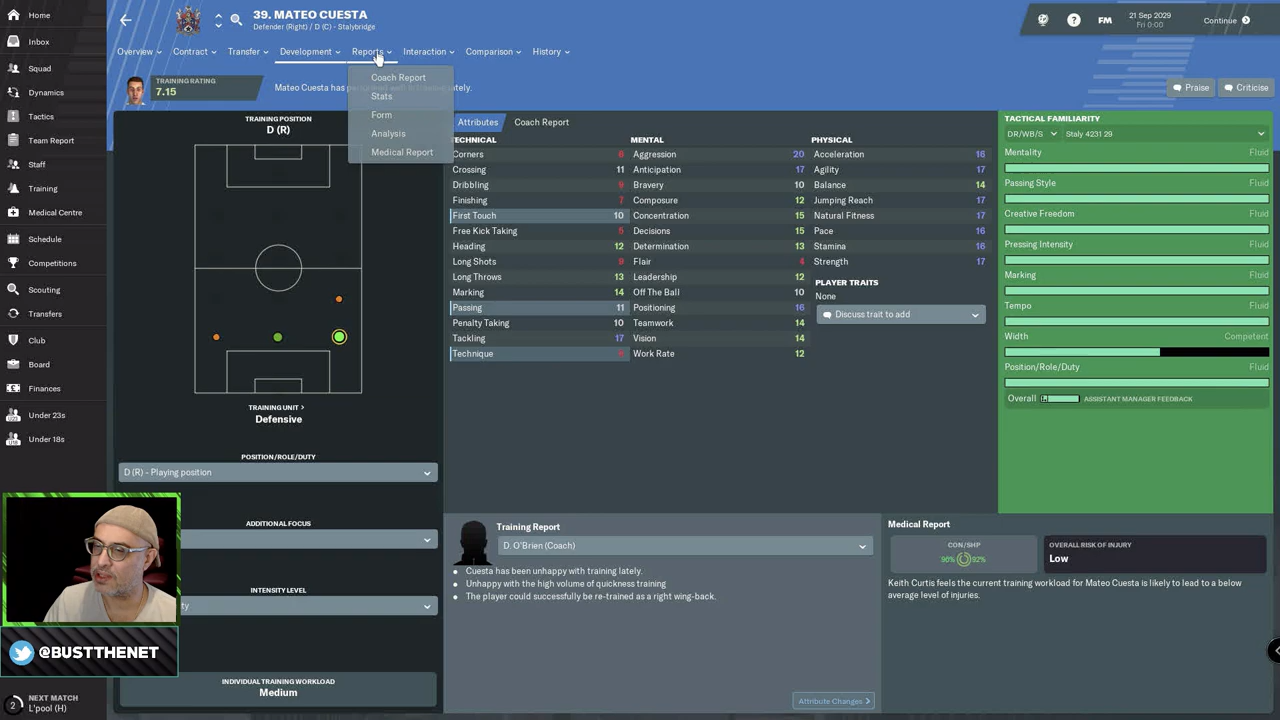 39. MATEO CUESTA
Defender (Right) / D (C) - Stalybridge
21 Sep 2029
Fri 0:00
FM
Continue
Home
Inbox
Squad
Dynamics
Tactics
Team Report
Staff
Training
Medical Centre
Schedule
Competitions
Scouting
Transfers
Club
Board
Finances
Under 23s
Under 18s
NEXT MATCH
L'pool (H)
2
Overview
Contract
Transfer
Development
Reports
Interaction
Comparison
History
Coach Report
Stats
Form
Analysis
Medical Report
TRAINING RATING
7.15
Mateo Cuesta has
lately.
Praise
Criticise
TRAINING POSITION
D (R)
TRAINING UNIT >
Defensive
POSITION/ROLE/DUTY
D (R) - Playing position
ADDITIONAL FOCUS
INTENSITY LEVEL
INDIVIDUAL TRAINING WORKLOAD
Medium
@BUSTTHENET
Attributes
Coach Report
TECHNICAL
Corners
Crossing 11
Dribbling 9
Finishing 7
First Touch 10
Free Kick Taking 5
Heading 12
Long Shots 9
Long Throws 13
Marking 14
Passing 11
Penalty Taking 10
Tackling 17
Technique
MENTAL
Aggression 20
Anticipation 17
Bravery 10
Composure 12
Concentration 15
Decisions 15
Determination 13
Flair 4
Leadership 12
Off The Ball 10
Positioning 16
Teamwork 14
Vision 14
Work Rate 12
PHYSICAL
Acceleration 16
Agility 17
Balance 14
Jumping Reach 17
Natural Fitness 17
Pace 16
Stamina 16
Strength 17
PLAYER TRAITS
None
Discuss trait to add
TACTICAL FAMILIARITY
DR/WB/S
Staly 4231 29
Mentality Fluid
Passing Style Fluid
Creative Freedom Fluid
Pressing Intensity Fluid
Marking Fluid
Tempo Fluid
Width Competent
Position/Role/Duty Fluid
Overall
ASSISTANT MANAGER FEEDBACK
Training Report
D. O'Brien (Coach)
Cuesta has been unhappy with training lately.
Unhappy with the high volume of quickness training
The player could successfully be re-trained as a right wing-back.
Attribute Changes >
Medical Report
CON/SHP
90% 92%
OVERALL RISK OF INJURY
Low
Keith Curtis feels the current training workload for Mateo Cuesta is likely to lead to a below
average level of injuries.